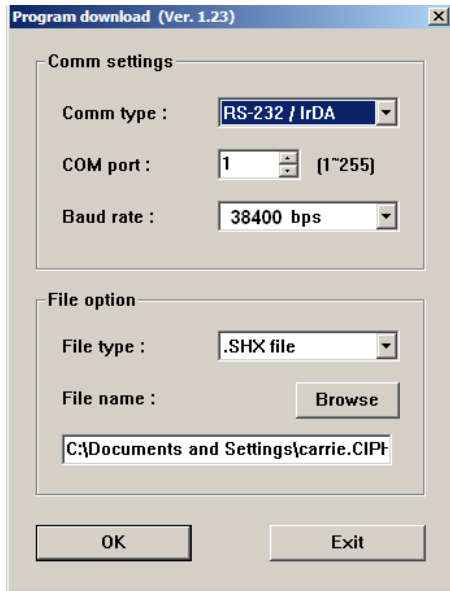 Program download (Ver. 1.23)
Comm settings
Comm type : RS-232 / IrDA
COM port : 1 (1~255)
Baud rate : 38400 bps
File option
File type : .SHX file
File name : Browse
C:\Documents and Settings\carrie.CIPH
OK Exit